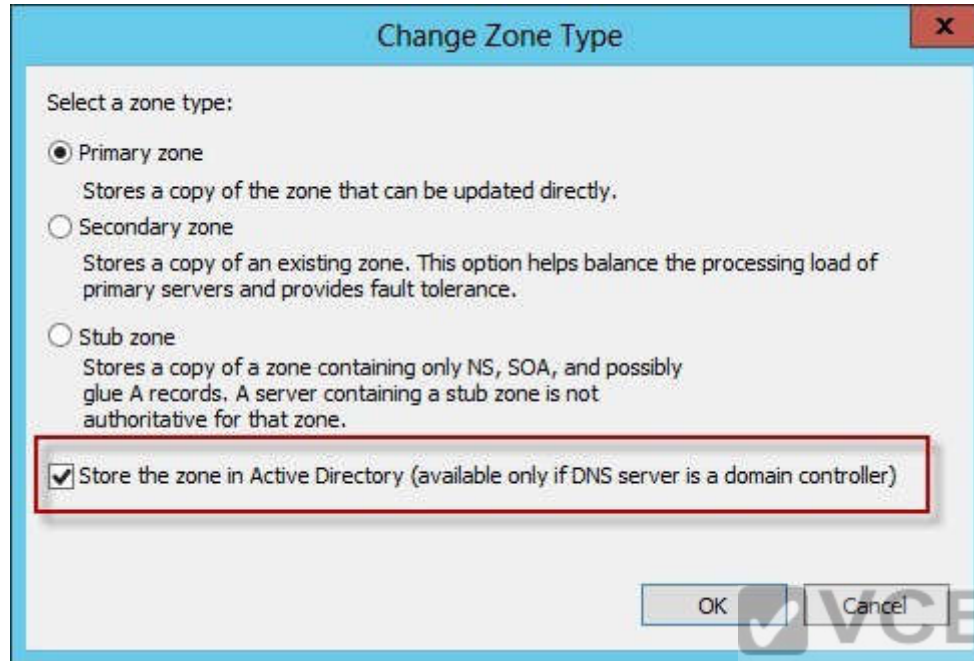 Change Zone Type
x
Select a zone type:
Primary zone
Stores a copy of the zone that can be updated directly.
Secondary zone
Stores a copy of an existing zone. This option helps balance the processing load of
primary servers and provides fault tolerance.
Stub zone
Stores a copy of a zone containing only NS, SOA, and possibly
glue A records. A server containing a stub zone is not
authoritative for that zone.
Store the zone in Active Directory (available only if DNS server is a domain controller)
OK
Cancel
VCE